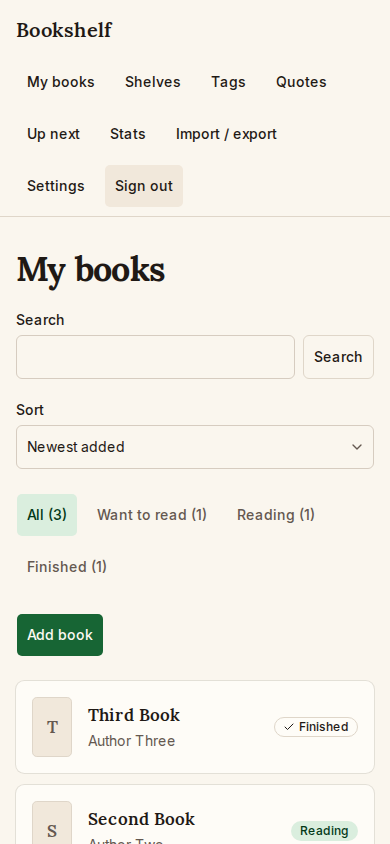 Bookshelf
My books Shelves Tags Quotes
Up next Stats Import / export
Settings Sign out
My books
Search
Search
Sort
Newest added
All (3) Want to read (1) Reading (1)
Finished (1)
Add book
T Third Book Finished
Author Three
S Second Book Reading
Author Two